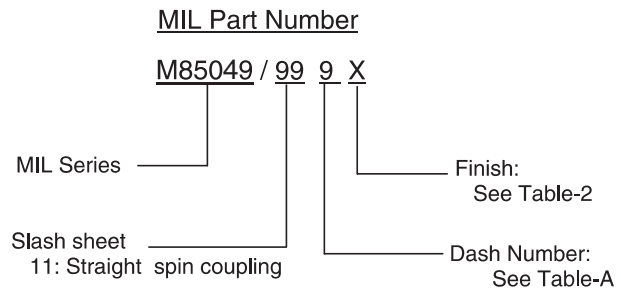 MIL Part Number
M85049 / 99 9 X
MIL Series
Finish:
See Table-2
Slash sheet
11: Straight spin coupling
Dash Number:
See Table-A